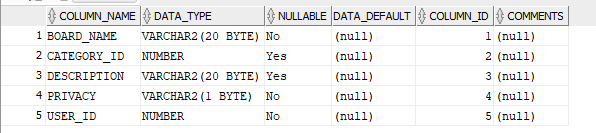 COLUMN_NAME DATA_TYPE NULLABLE DATA_DEFAULT COLUMN_ID COMMENTS
1 BOARD_NAME VARCHAR2(20 BYTE) No (null) 1 (null)
2 CATEGORY_ID NUMBER Yes (null) 2 (null)
3 DESCRIPTION VARCHAR2(20 BYTE) Yes (null) 3 (null)
4 PRIVACY VARCHAR2(1 BYTE) No (null) 4 (null)
5 USER_ID NUMBER No (null) 5 (null)